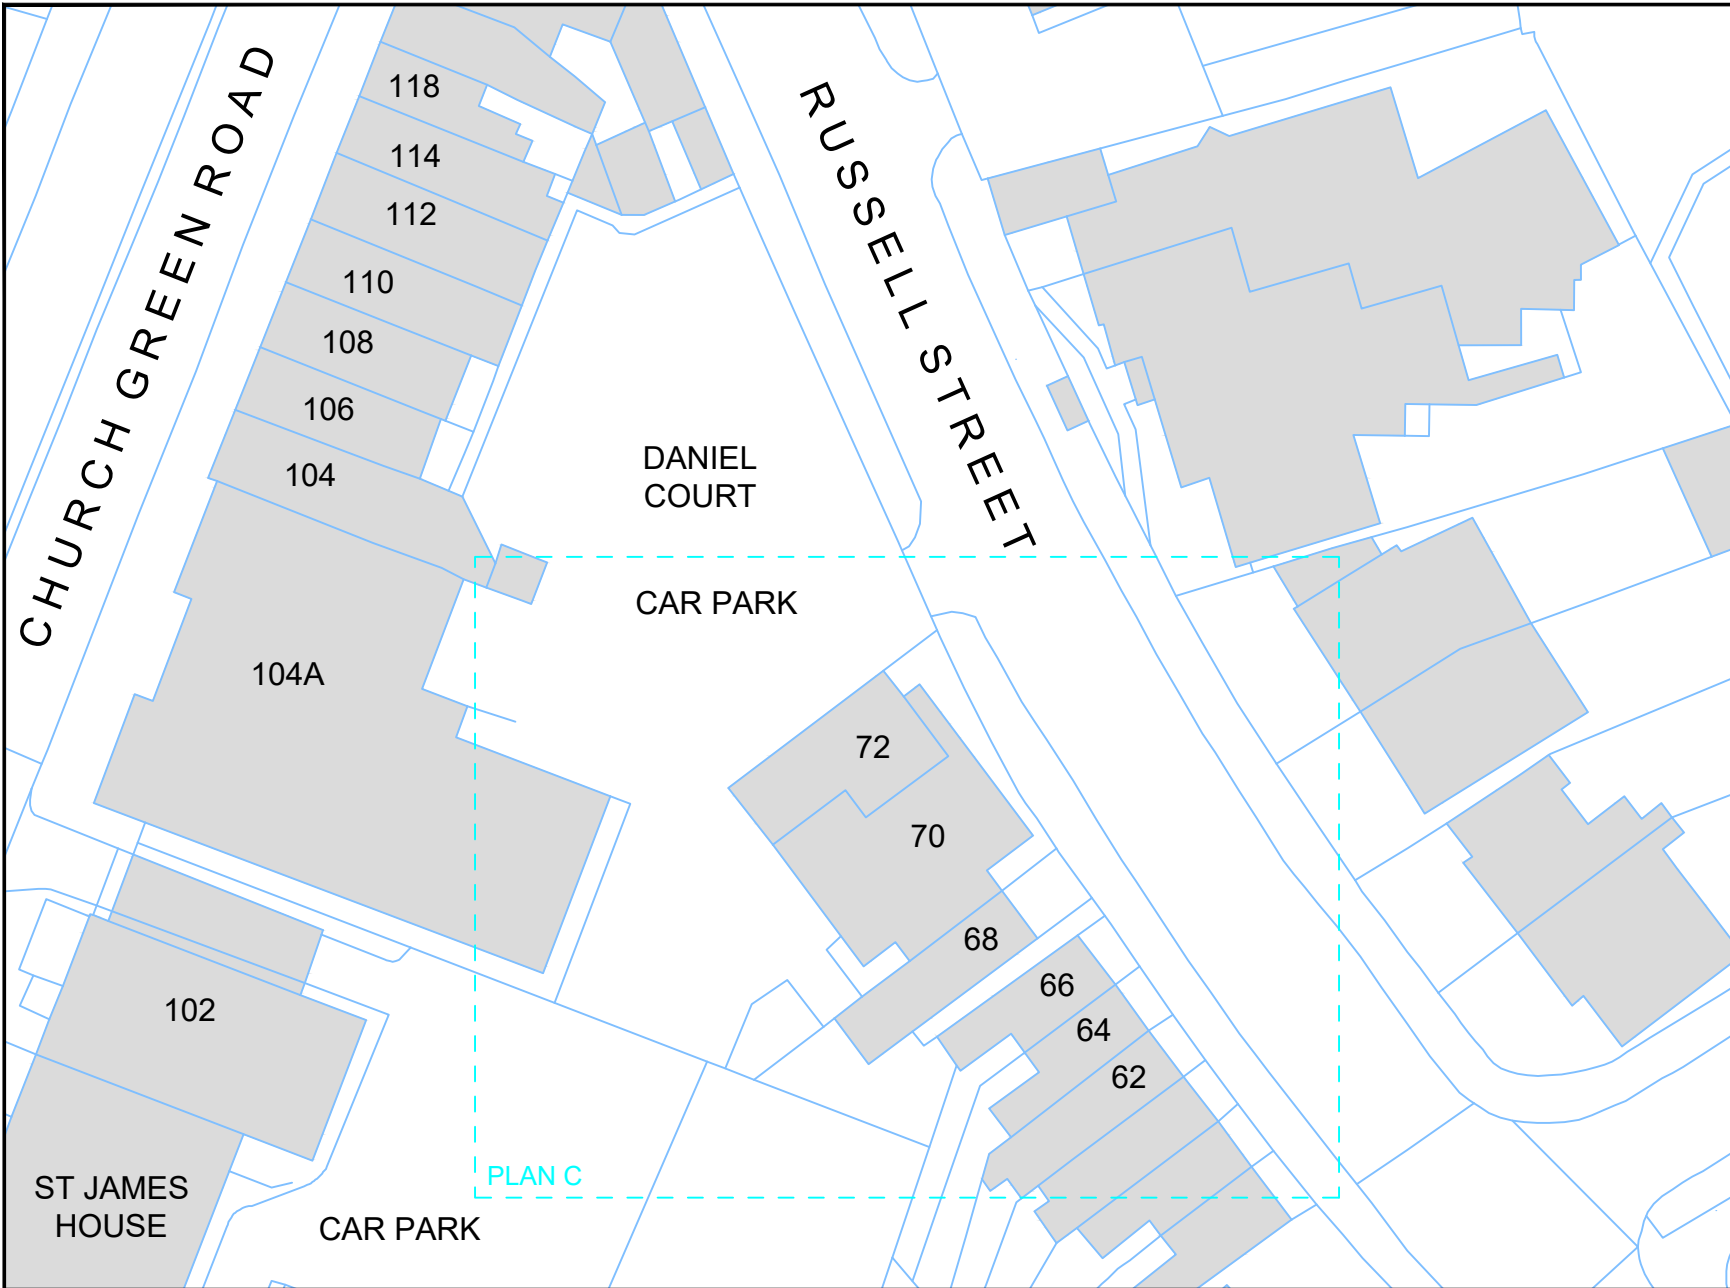 CHURCH GREEN ROAD
RUSSELL STREET
118
114
112
110
108
106
104
104A
DANIEL
COURT
CAR PARK
72
70
68
66
64
62
102
ST JAMES
HOUSE
CAR PARK
PLAN C